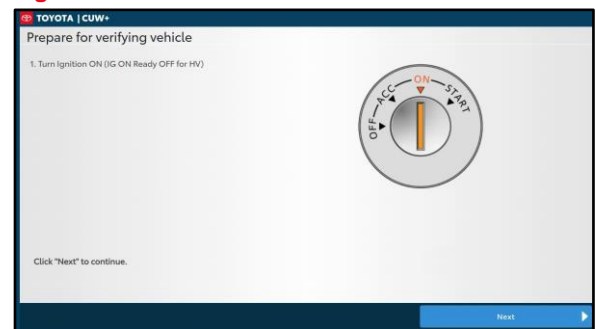 TOYOTA | CUW+
Prepare for verifying vehicle
1. Turn Ignition ON (IG ON Ready OFF for HV)
OFF ACC ON START
Click "Next" to continue.
Next